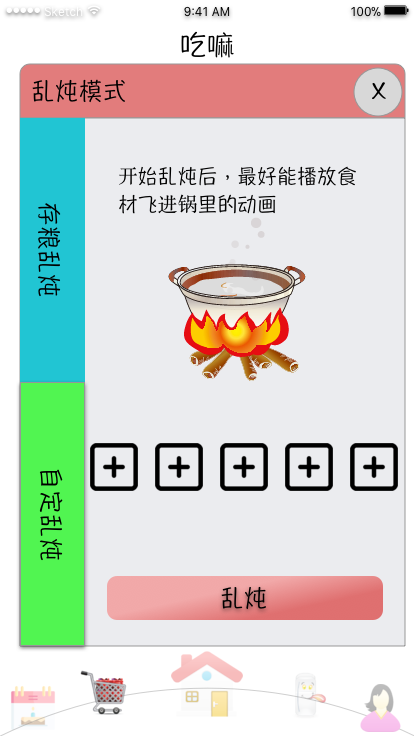 Sketch 9:41 AM 100%
吃嘛
乱炖模式 X
存粮乱炖
开始乱炖后，最好能播放食
材飞进锅里的动画
自定乱炖
乱炖